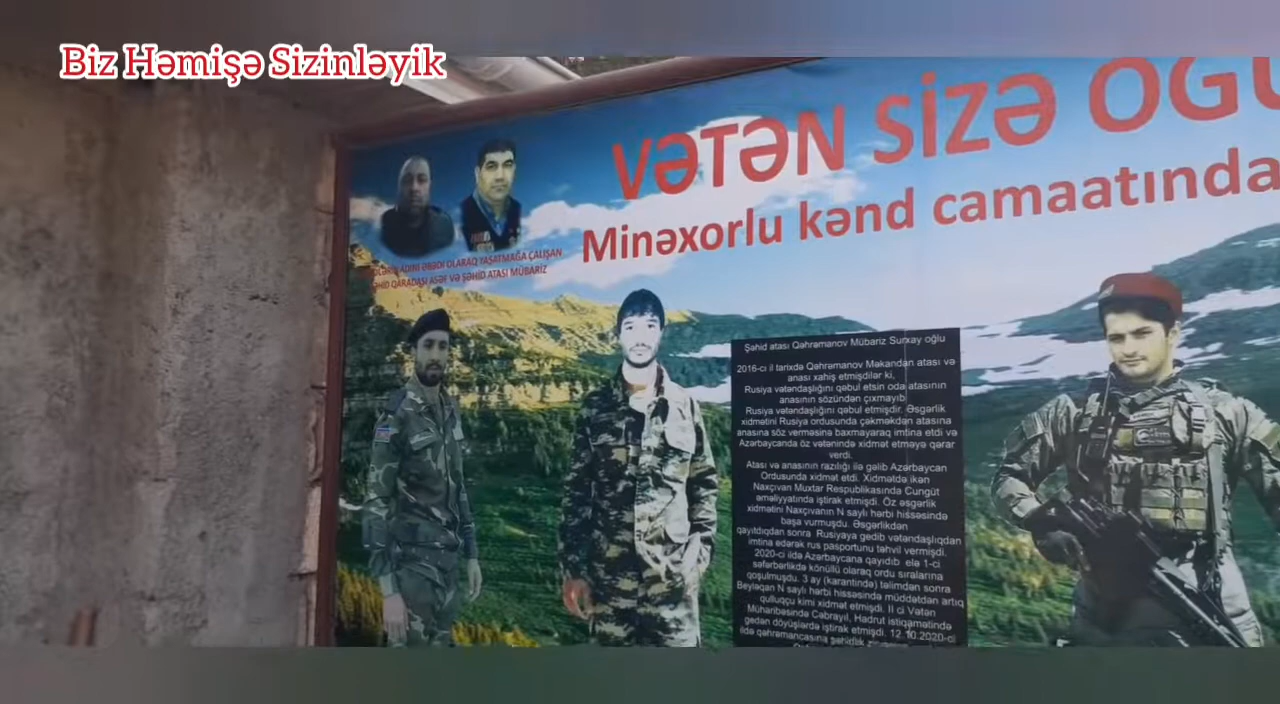 Biz Həmişə Sizinləyik
VƏTƏN SİZƏ OĞU
Minəxorlu kənd camaatında
ADINI ƏBƏDİ OLARAQ YAŞATMAĞA ÇALIŞAN
QARADAŞI ASƏF VƏ ŞƏHİD ATASI MÜBARİZ
Şəhid atası Qəhrəmanov Mübariz Surxay oğlu
2016-cı il tarixdə Qəhrəmanov Məkandan atası və
anası xahiş etmişdilər ki,
Rusiya vətəndaşlığını qəbul etsin oda atasının
anasının sözündən çıxmayıb
Rusiya vətəndaşlığını qəbul etmişdir. Əsgərlik
xidmətini Rusiya ordusunda çəkməkdən atasına
anasına söz verməsinə baxmayaraq imtina etdi və
Azərbaycanda öz vətənində xidmət etməyə qərar
verdi.
Atası və anasının razılığı ilə gəlib Azərbaycan
Ordusunda xidmət etdi. Xidmətdə ikən
Naxçıvan Muxtar Respublikasında Cungüt
əməliyyatında iştirak etmişdi. Öz əsgərlik
xidmətini Naxçıvanın N saylı hərbi hissəsində
başa vurmuşdu. Əsgərlikdən
qayıtdıqdan sonra Rusiyaya gedib vətəndaşlıqdan
imtina edərək rus pasportunu təhvil vermişdi.
2020-ci ildə Azərbaycana qayıdıb elə 1-ci
səfərbərlikdə könüllü olaraq ordu sıralarına
qoşulmuşdu. 3 ay (karantində) təlimdən sonra
Beyləqan N saylı hərbi hissəsində müddətdən artıq
qulluqçu kimi xidmət etmişdi. II ci Vətən
Müharibəsində Cəbrayıl, Hadrut istiqamətində
gedən döyüşlərdə iştirak etmişdi. 12.10.2020-ci
ildə qəhrəmancasına şəhidlik